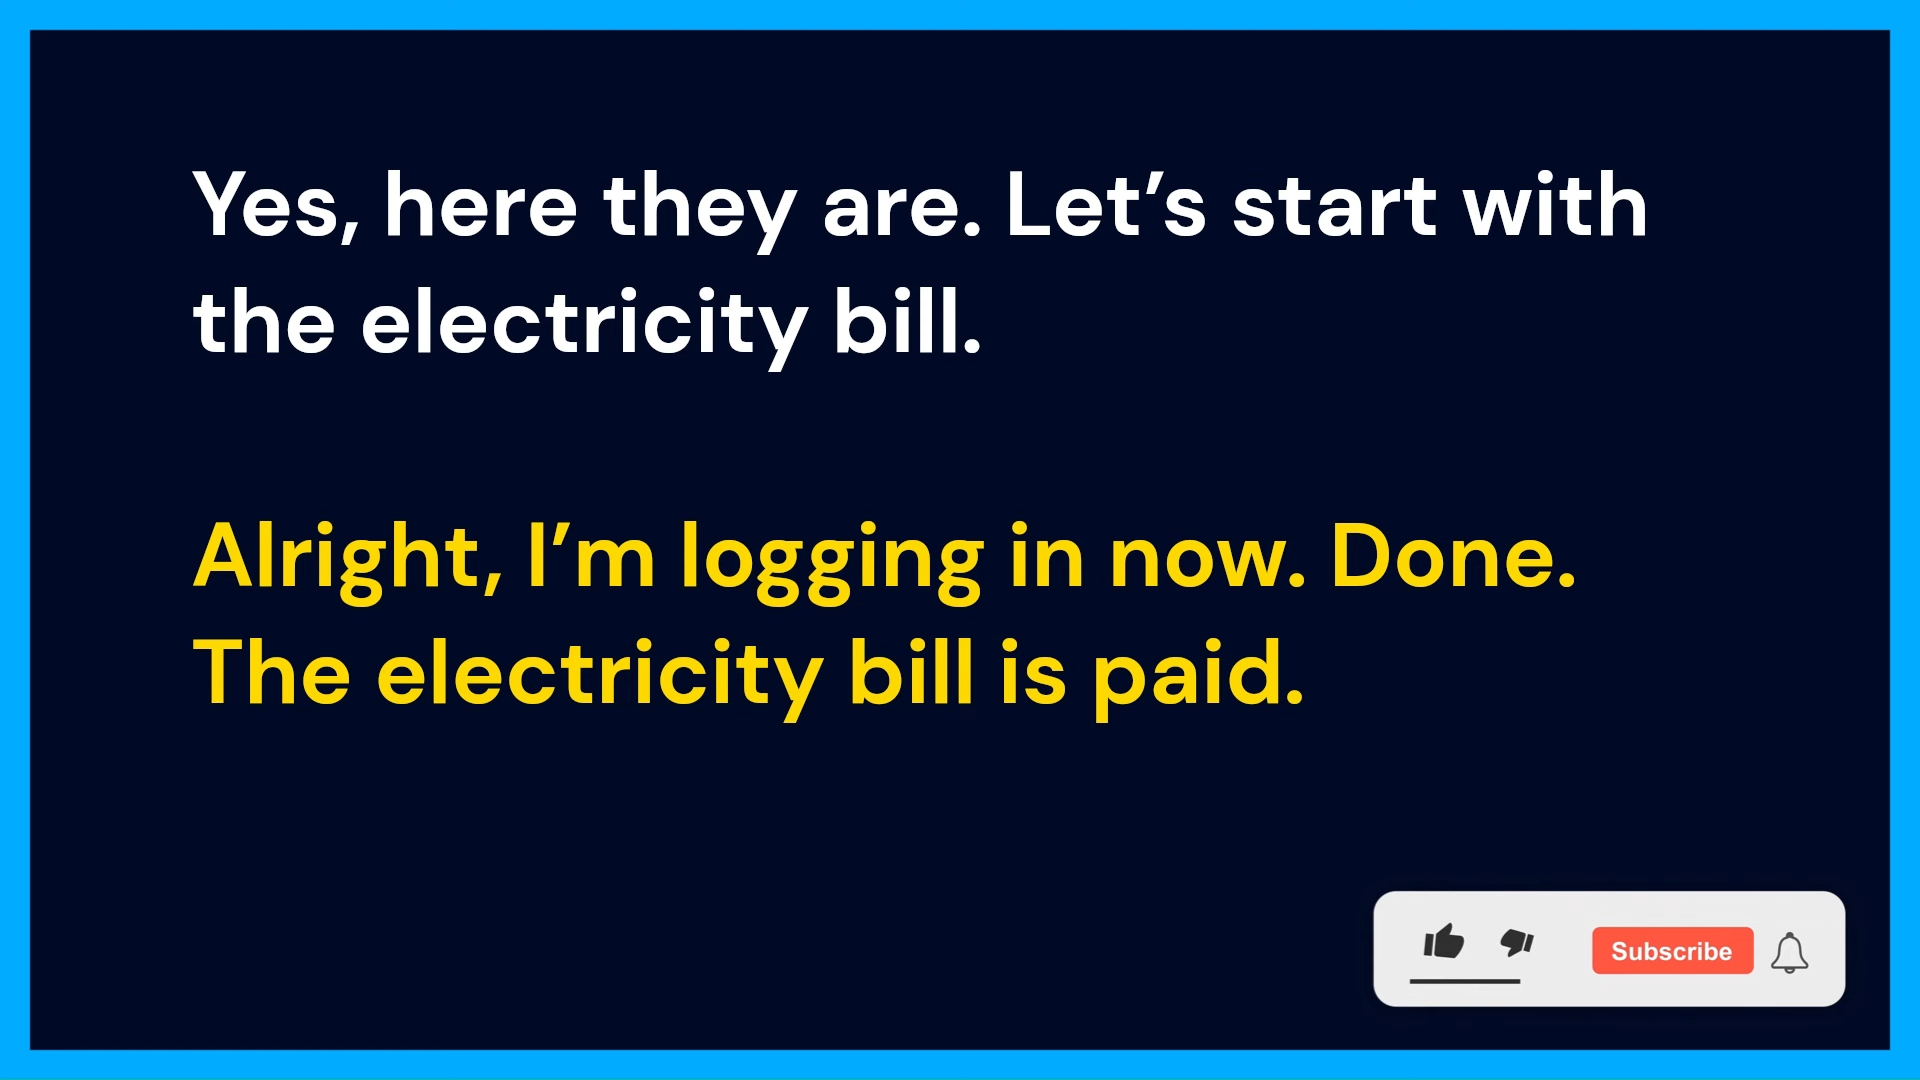 Yes, here they are. Let’s start with
the electricity bill.
Alright, I’m logging in now. Done.
The electricity bill is paid.
Subscribe